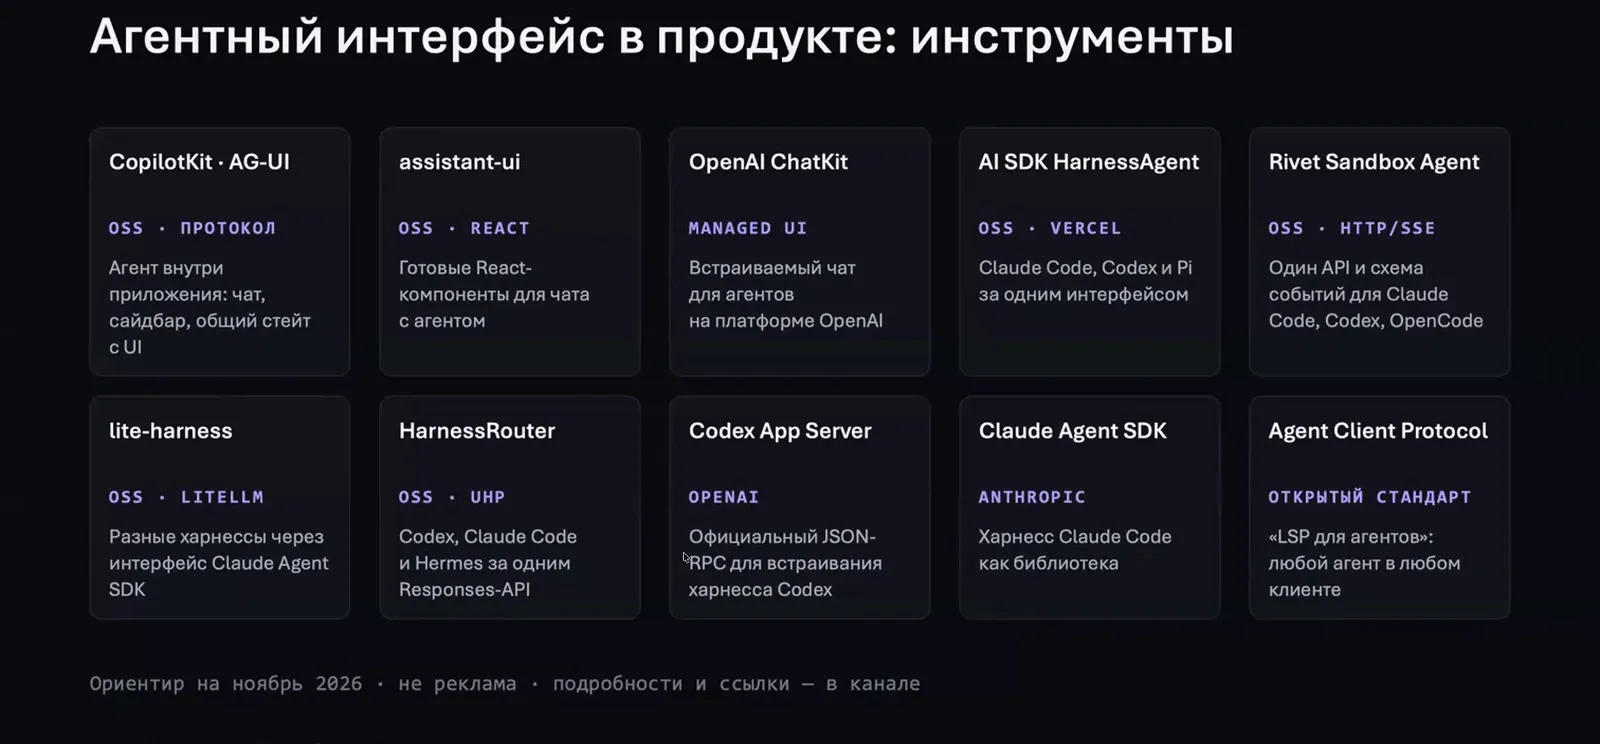 Агентный интерфейс в продукте: инструменты
CopilotKit · AG-UI
OSS · ПРОТОКОЛ
Агент внутри
приложения: чат,
сайдбар, общий стейт
с UI
assistant-ui
OSS · REACT
Готовые React-
компоненты для чата
с агентом
OpenAI ChatKit
MANAGED UI
Встраиваемый чат
для агентов
на платформе OpenAI
AI SDK HarnessAgent
OSS · VERCEL
Claude Code, Codex и Pi
за одним интерфейсом
Rivet Sandbox Agent
OSS · HTTP/SSE
Один API и схема
событий для Claude
Code, Codex, OpenCode
lite-harness
OSS · LITELLM
Разные харнессы через
интерфейс Claude Agent
SDK
HarnessRouter
OSS · UHP
Codex, Claude Code
и Hermes за одним
Responses-API
Codex App Server
OPENAI
Официальный JSON-
RPC для встраивания
харнесса Codex
Claude Agent SDK
ANTHROPIC
Харнесс Claude Code
как библиотека
Agent Client Protocol
ОТКРЫТЫЙ СТАНДАРТ
«LSP для агентов»:
любой агент в любом
клиенте
Ориентир на ноябрь 2026 · не реклама · подробности и ссылки — в канале